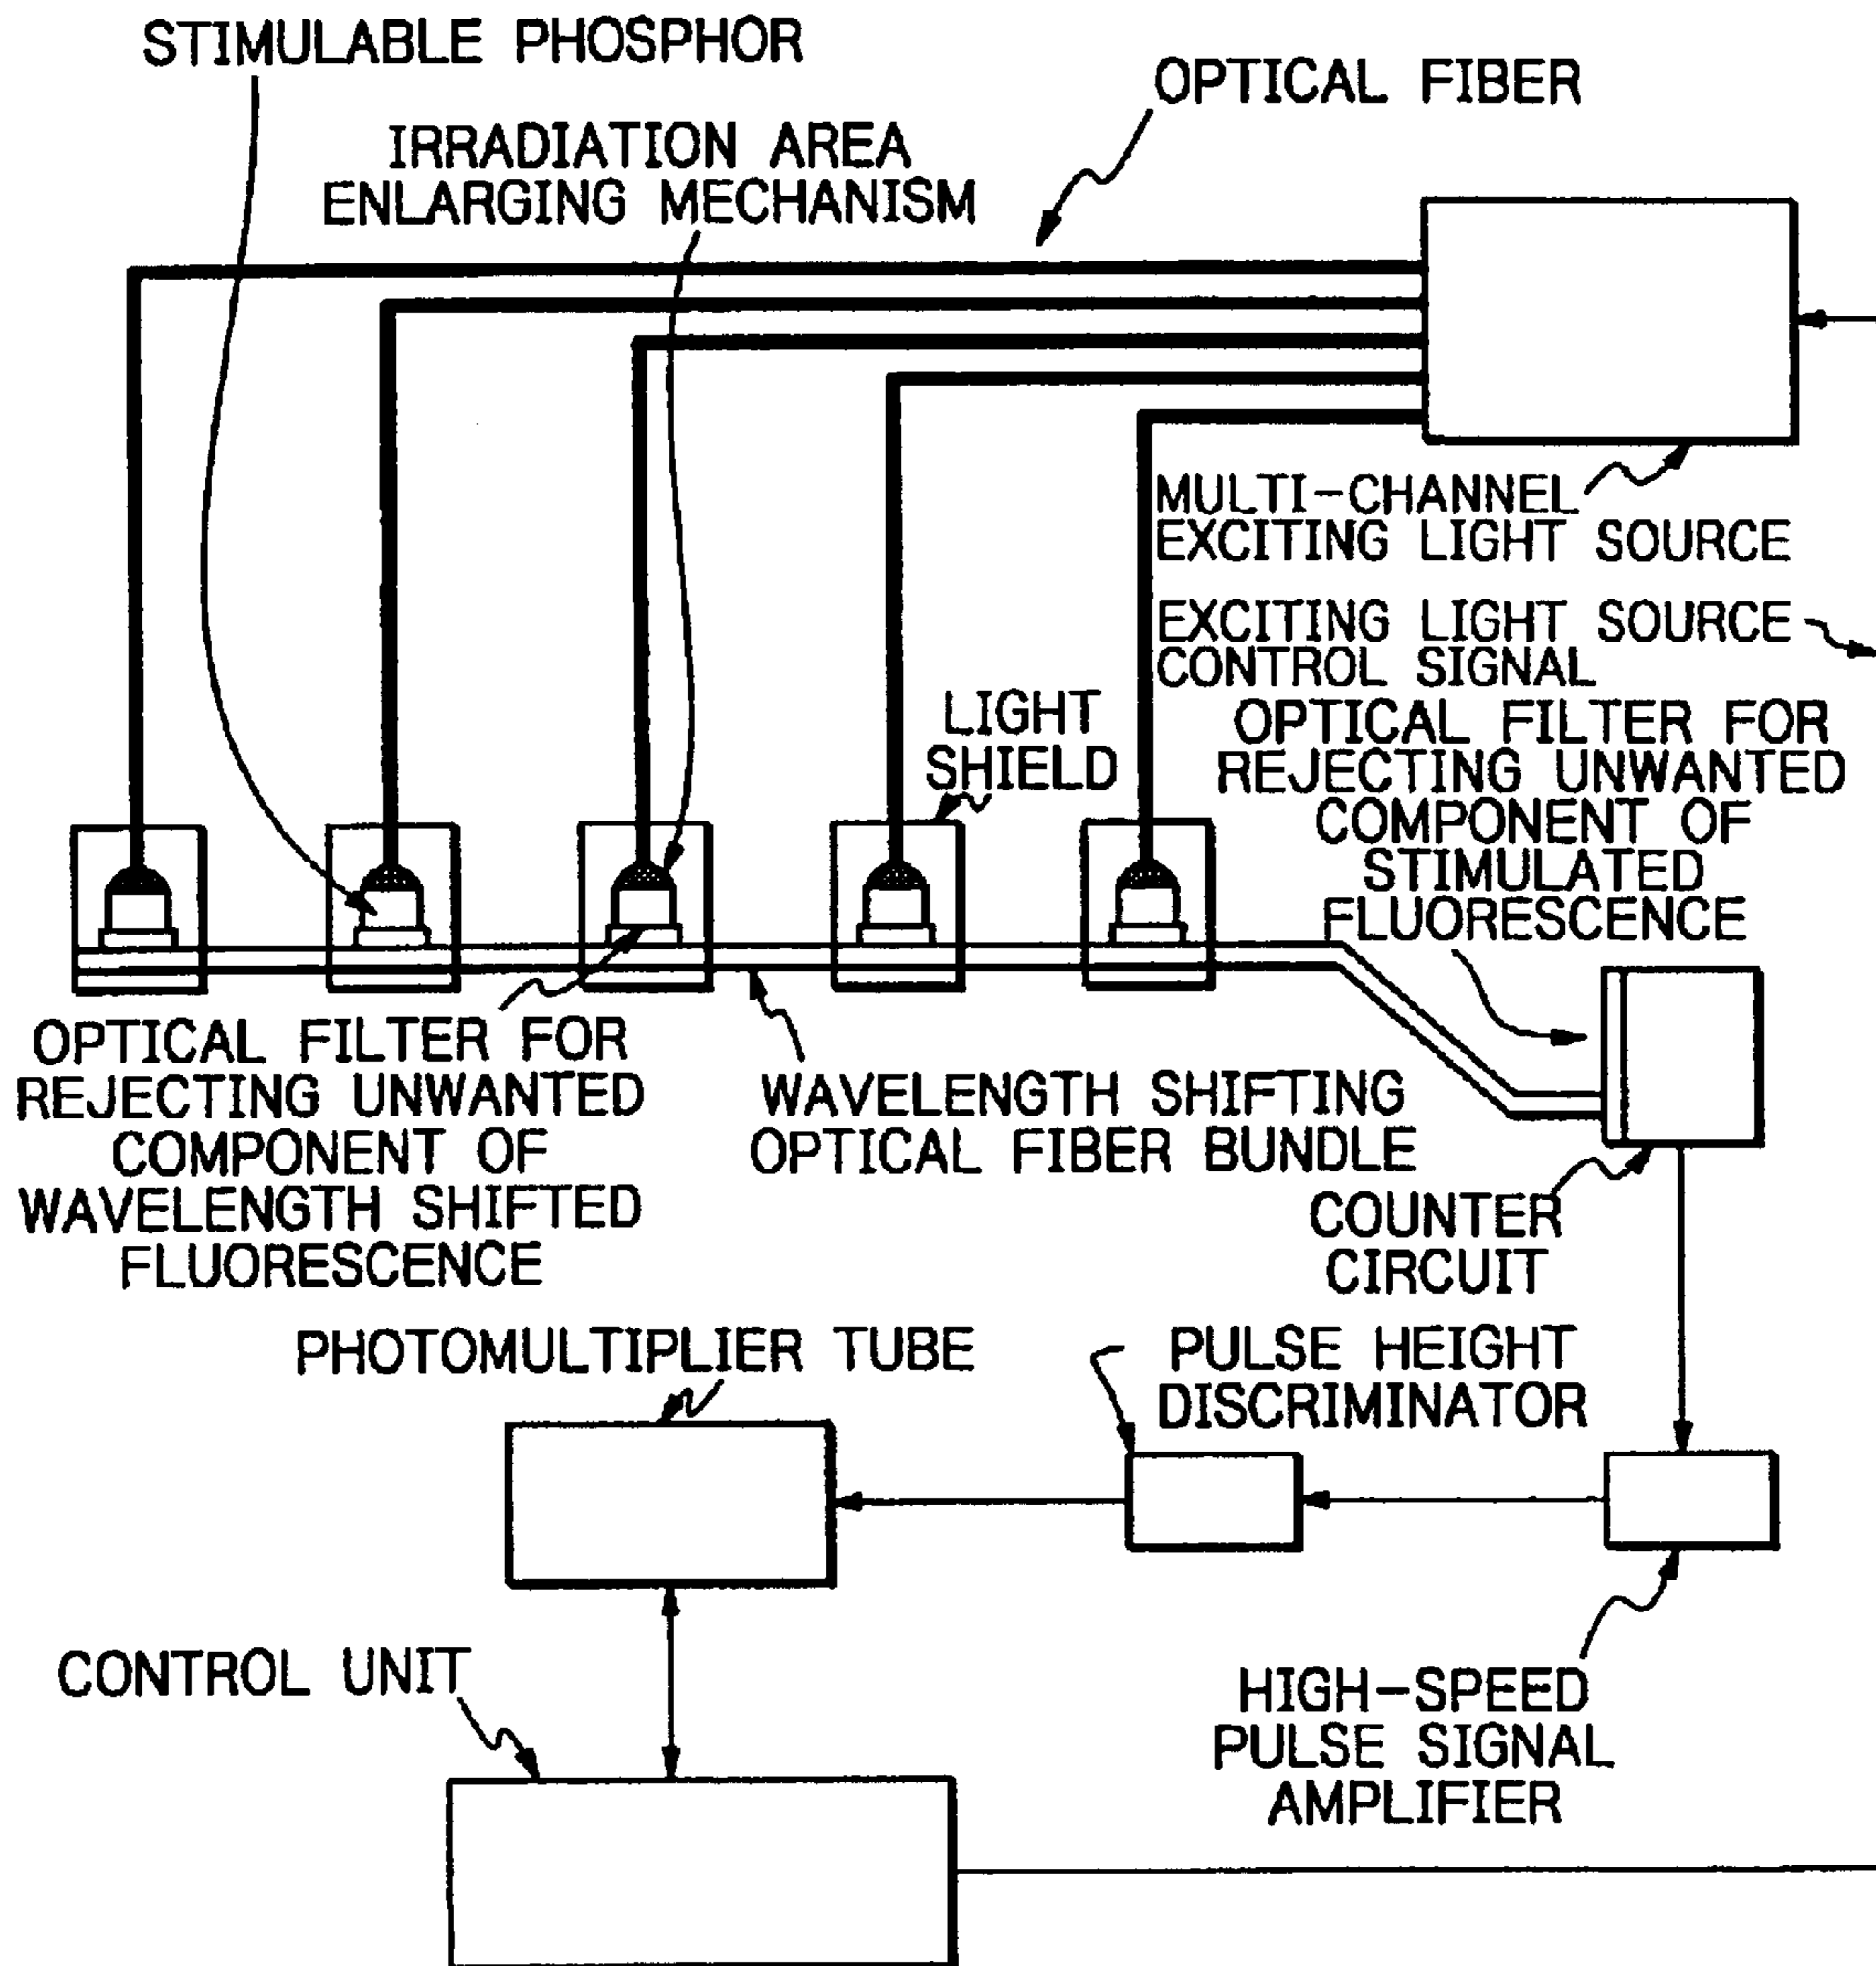 STIMULABLE PHOSPHOR
OPTICAL FIBER
IRRADIATION AREA
ENLARGING MECHANISM
MULTI-CHANNEL
EXCITING LIGHT SOURCE
EXCITING LIGHT SOURCE
CONTROL SIGNAL
LIGHT
SHIELD
OPTICAL FILTER FOR
REJECTING UNWANTED
COMPONENT OF
STIMULATED
FLUORESCENCE
OPTICAL FILTER FOR
REJECTING UNWANTED
COMPONENT OF
WAVELENGTH SHIFTED
FLUORESCENCE
WAVELENGTH SHIFTING
OPTICAL FIBER BUNDLE
COUNTER
CIRCUIT
PHOTOMULTIPLIER TUBE
PULSE HEIGHT
DISCRIMINATOR
CONTROL UNIT
HIGH-SPEED
PULSE SIGNAL
AMPLIFIER